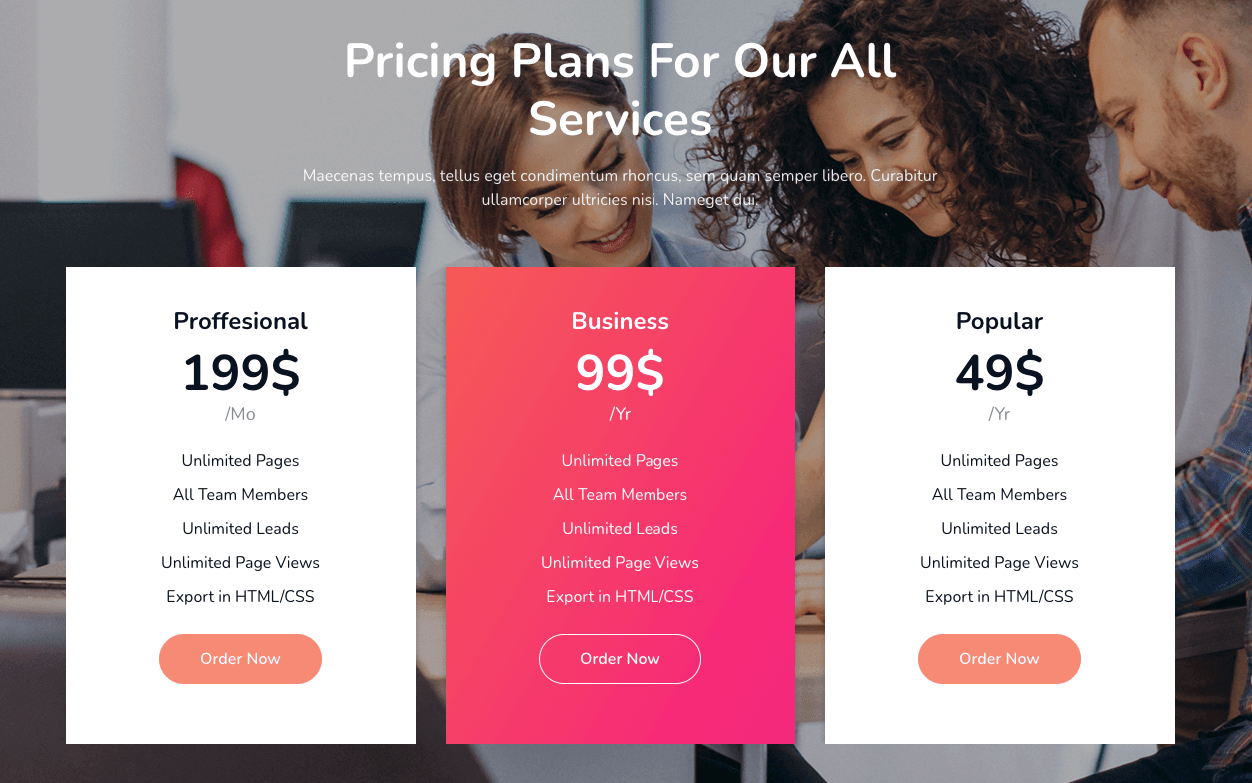 Pricing Plans For Our All
Services
Maecenas tempus, tellus eget condimentum rhoncus, sem quam semper libero. Curabitur
ullamcorper ultricies nisi. Nameget dui.
Proffesional
199$
/Mo
Unlimited Pages
All Team Members
Unlimited Leads
Unlimited Page Views
Export in HTML/CSS
Order Now
Business
99$
/Yr
Unlimited Pages
All Team Members
Unlimited Leads
Unlimited Page Views
Export in HTML/CSS
Order Now
Popular
49$
/Yr
Unlimited Pages
All Team Members
Unlimited Leads
Unlimited Page Views
Export in HTML/CSS
Order Now